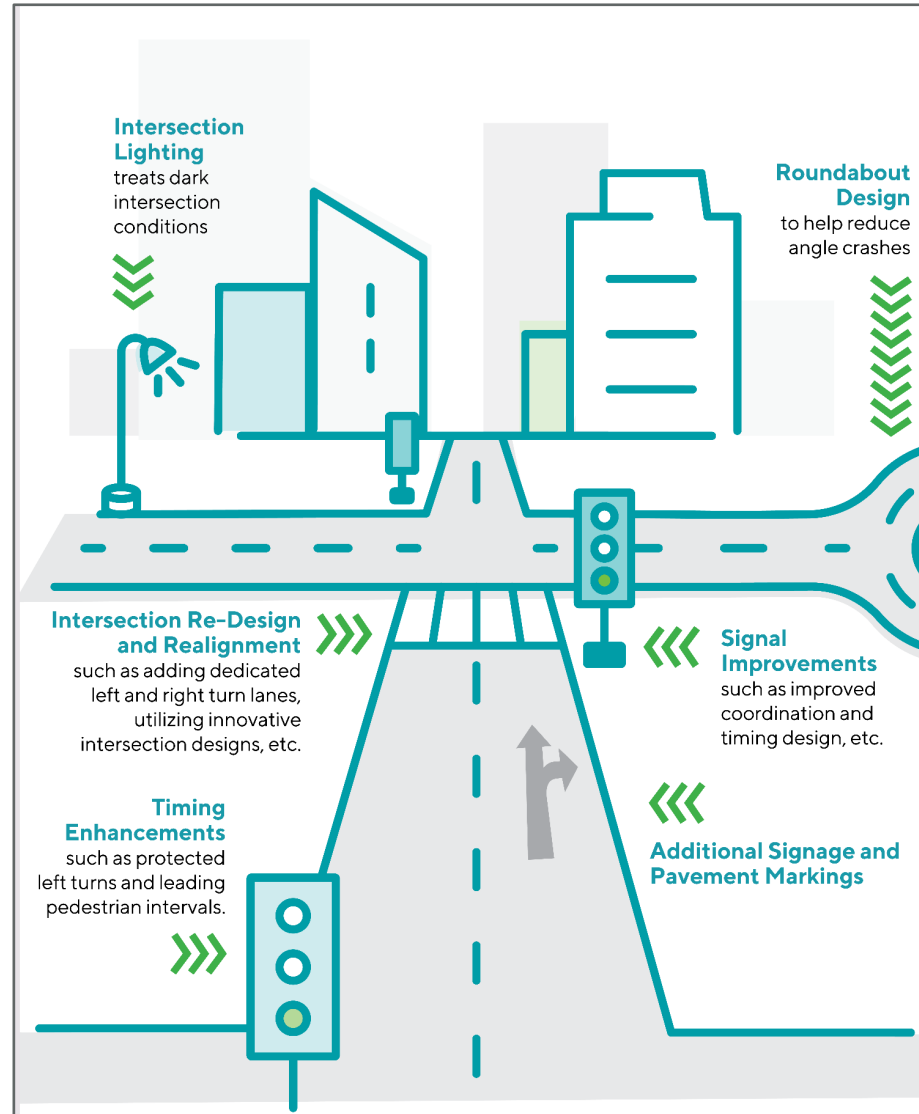 Intersection
Lighting
treats dark
intersection
conditions
Roundabout
Design
to help reduce
angle crashes
Intersection Re-Design
and Realignment
such as adding dedicated
left and right turn lanes,
utilizing innovative
intersection designs, etc.
Signal
Improvements
such as improved
coordination and
timing design, etc.
Timing
Enhancements
such as protected
left turns and leading
pedestrian intervals.
Additional Signage and
Pavement Markings